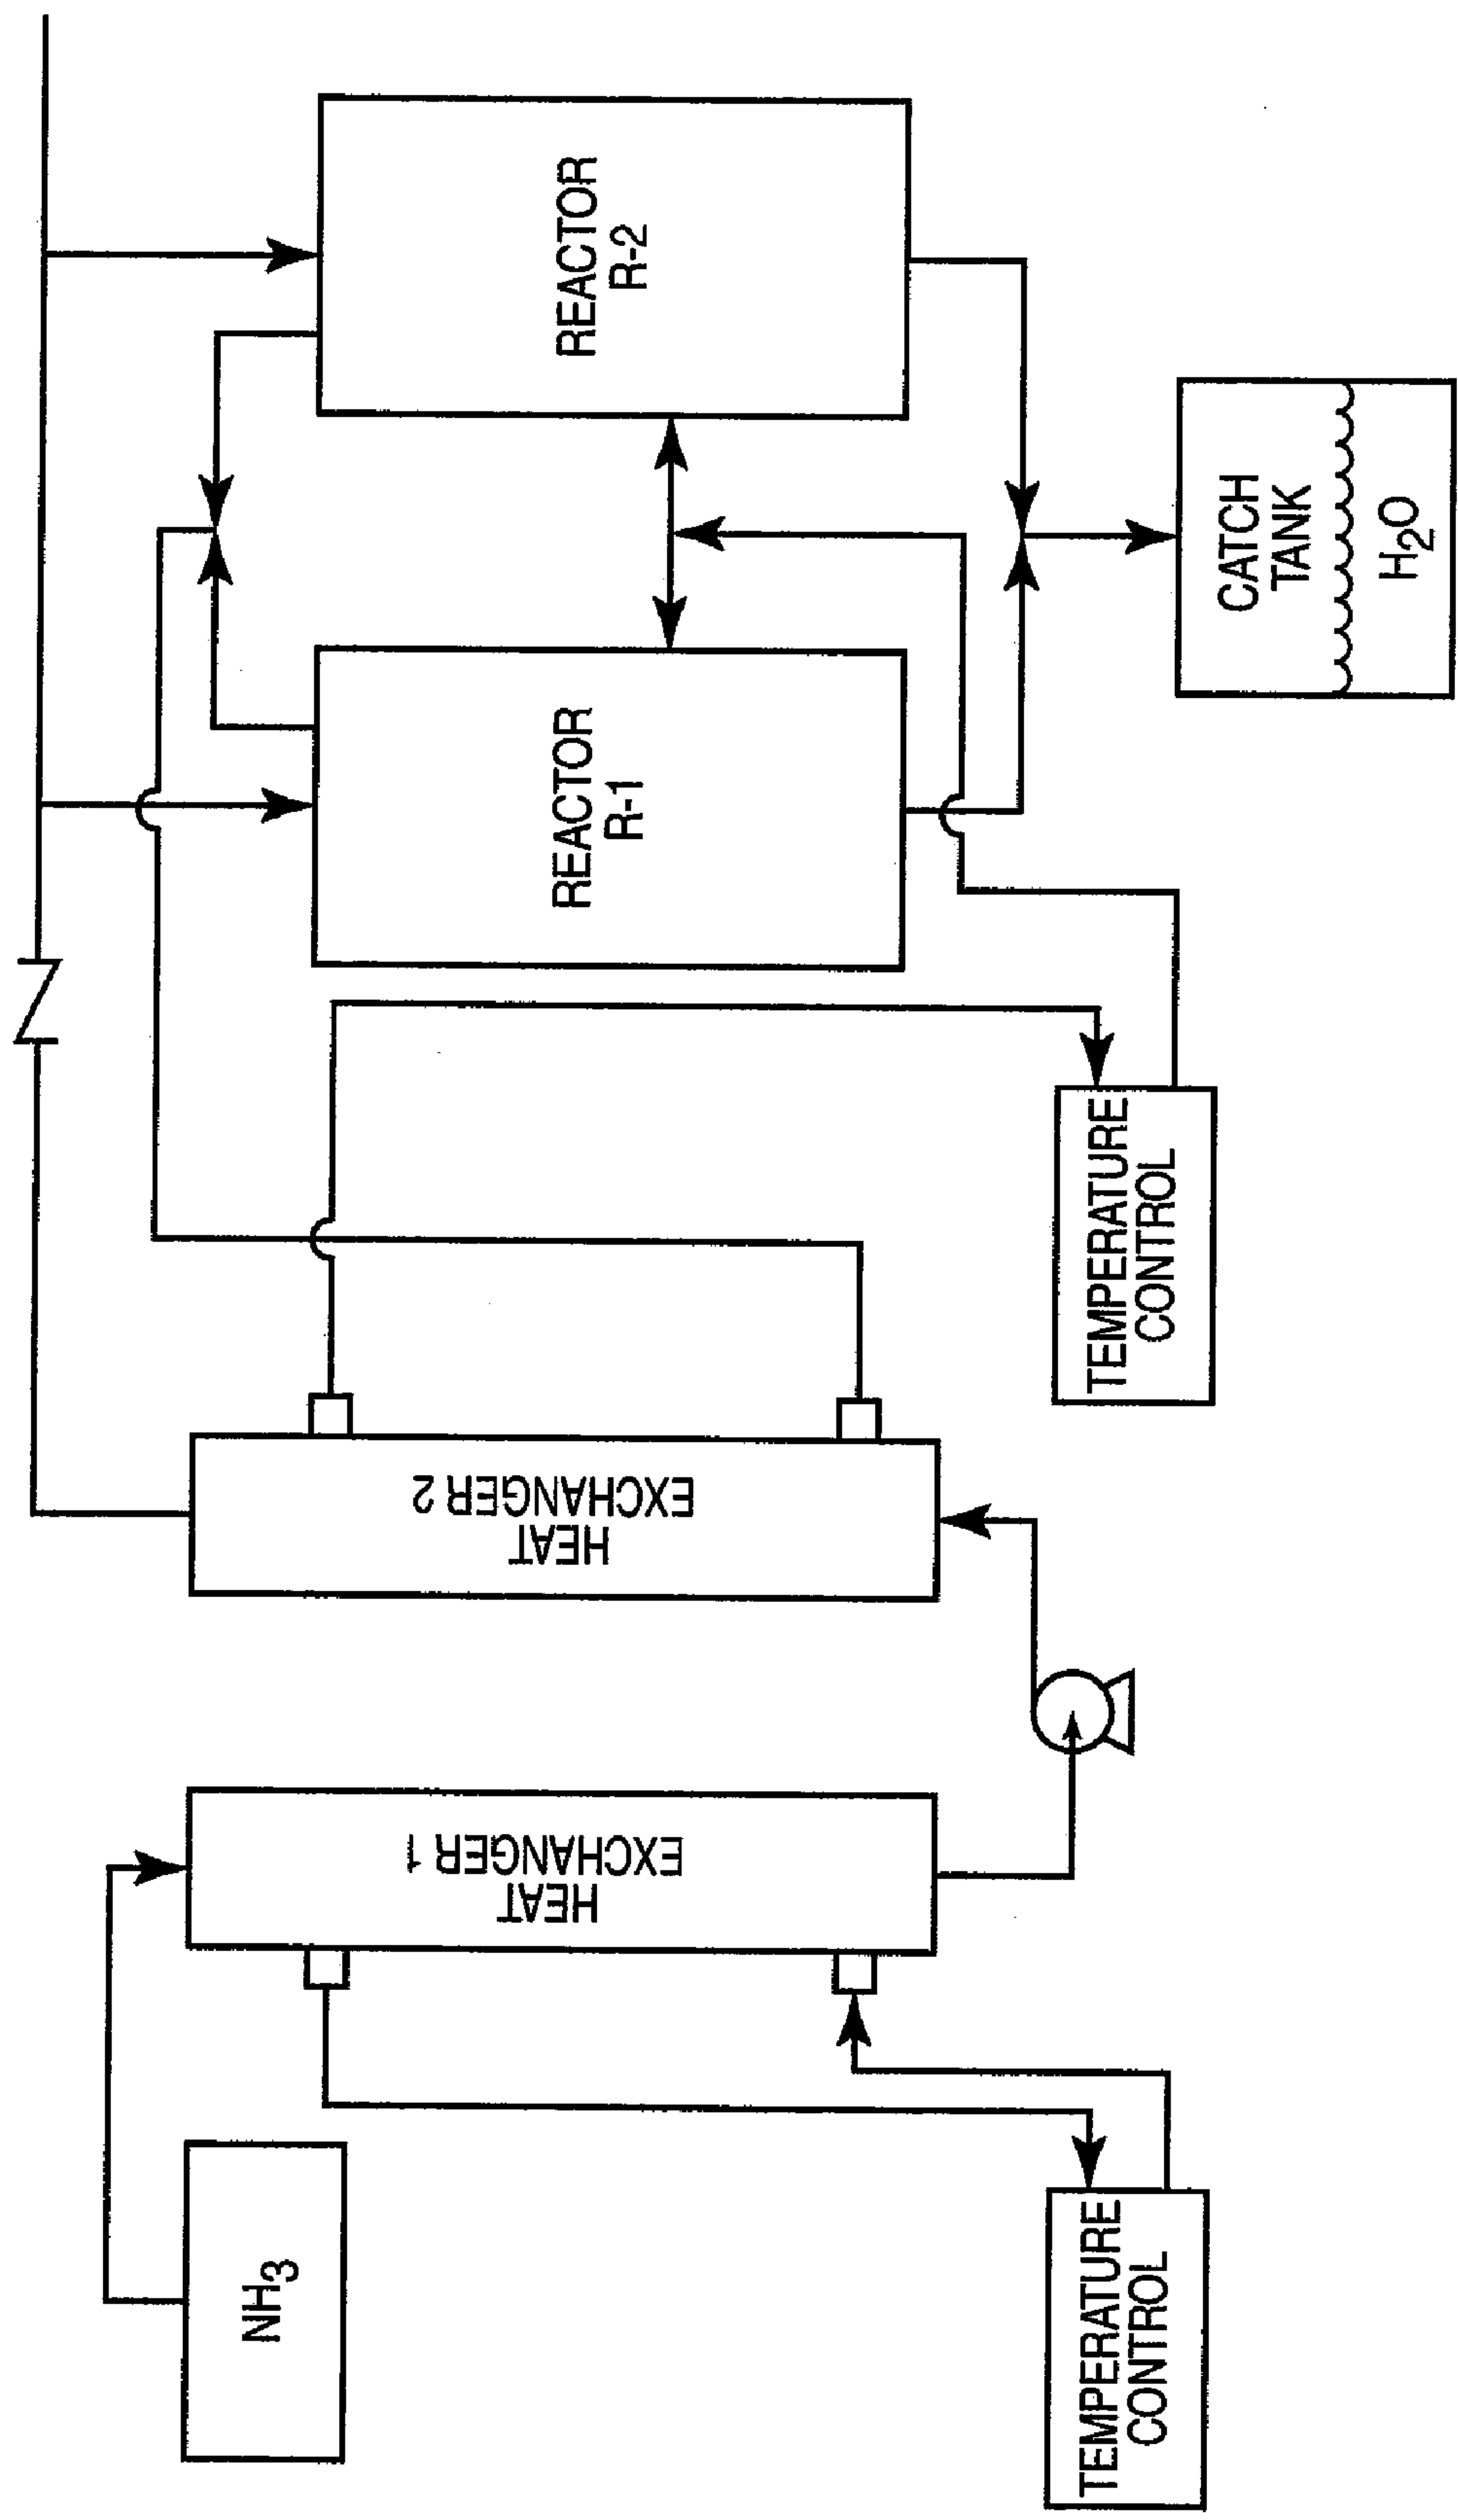 NH3
TEMPERATURE
CONTROL
HEAT
EXCHANGER 1
HEAT
EXCHANGER 2
TEMPERATURE
CONTROL
REACTOR
R-1
REACTOR
R-2
CATCH
TANK
H2O